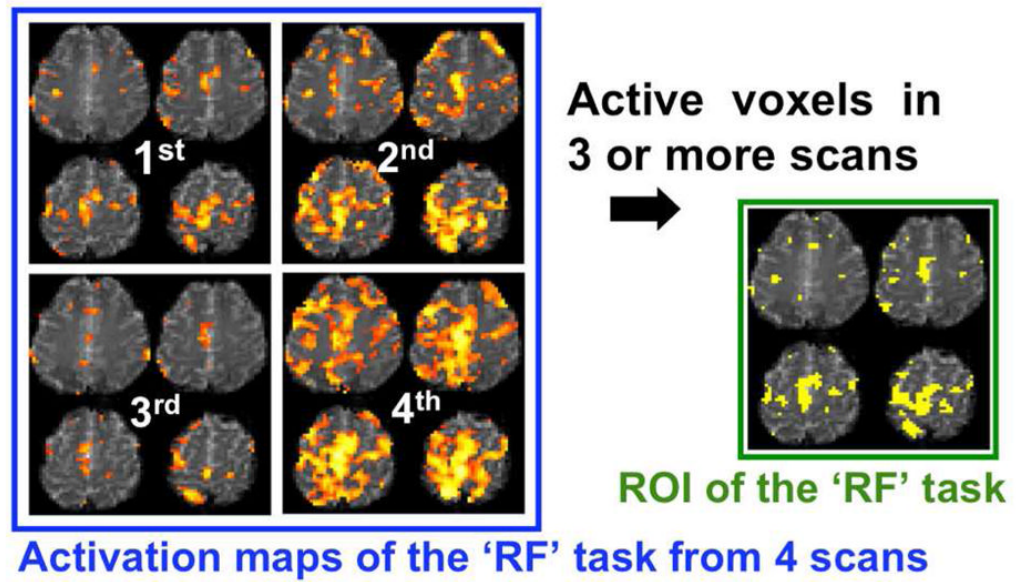 1st
2nd
3rd
4th
Active voxels in
3 or more scans
ROI of the ‘RF’ task
Activation maps of the ‘RF’ task from 4 scans